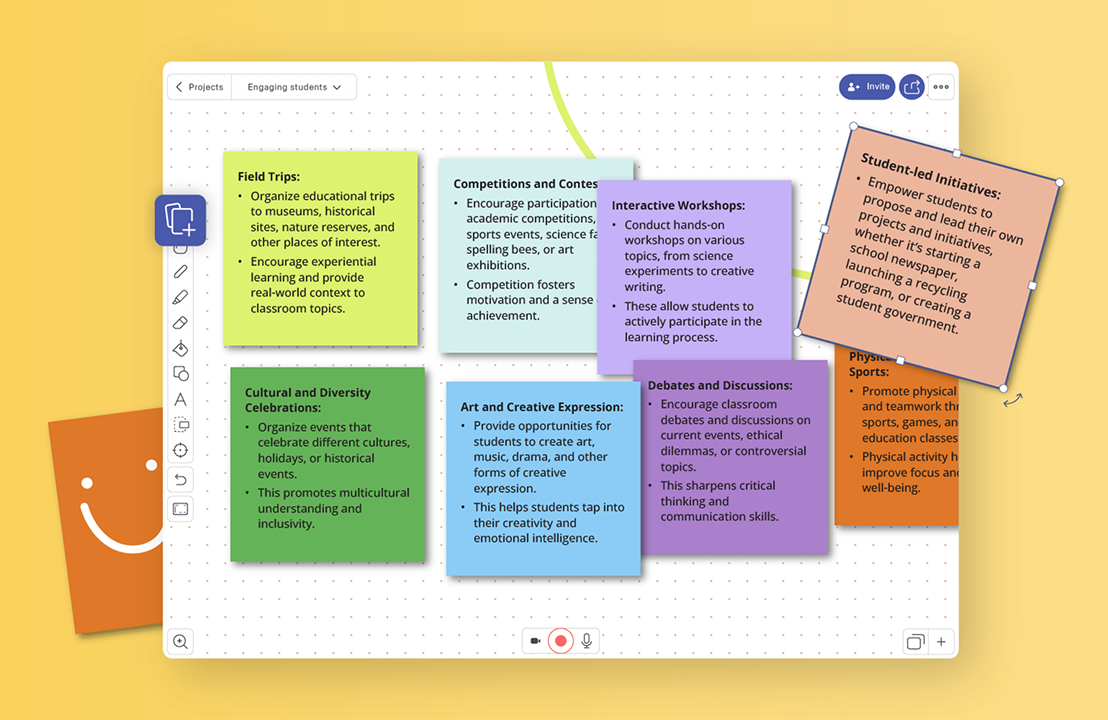 Projects
Engaging students
Invite
Field Trips:
• Organize educational trips
to museums, historical
sites, nature reserves, and
other places of interest.
• Encourage experiential
learning and provide
real-world context to
classroom topics.
Competitions and Contes
• Encourage participation
academic competitions,
sports events, science fa
spelling bees, or art
exhibitions.
• Competition fosters
motivation and a sense
achievement.
Interactive Workshops:
• Conduct hands-on
workshops on various
topics, from science
experiments to creative
writing.
• These allow students to
actively participate in the
learning process.
Student-led Initiatives:
• Empower students to
propose and lead their own
projects and initiatives,
whether it's starting a
school newspaper,
launching a recycling
program, or creating a
student government.
Cultural and Diversity
Celebrations:
• Organize events that
celebrate different cultures,
holidays, or historical
events.
• This promotes multicultural
understanding and
inclusivity.
Art and Creative Expression:
• Provide opportunities for
students to create art,
music, drama, and other
forms of creative
expression.
• This helps students tap into
their creativity and
emotional intelligence.
Debates and Discussions:
• Encourage classroom
debates and discussions on
current events, ethical
dilemmas, or controversial
topics.
• This sharpens critical
thinking and
communication skills.
Physic
Sports:
• Promote physical
and teamwork thr
sports, games, an
education classes
• Physical activity h
improve focus and
well-being.
A